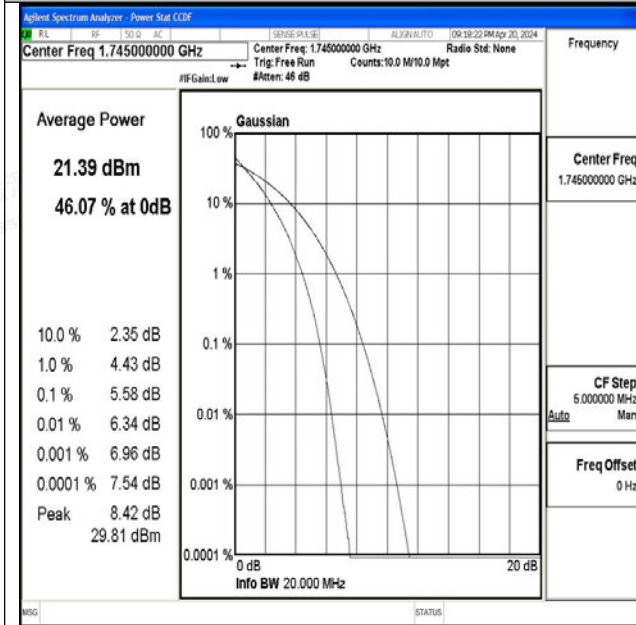 Agilent Spectrum Analyzer - Power Stat CCDF
RL RF 50 Ω AC SENSE:PULSE ALIGNAUTO 09:18:22 PM Apr 20, 2024
Center Freq 1.745000000 GHz
Center Freq: 1.745000000 GHz Radio Std: None
Trig: Free Run Counts:10.0 M/10.0 Mpt
#IFGain:Low #Atten: 46 dB
Frequency
Average Power
21.39 dBm
46.07 % at 0dB
10.0 % 2.35 dB
1.0 % 4.43 dB
0.1 % 5.58 dB
0.01 % 6.34 dB
0.001 % 6.96 dB
0.0001 % 7.54 dB
Peak 8.42 dB
29.81 dBm
Gaussian
100 %
10 %
1 %
0.1 %
0.01 %
0.001 %
0.0001 %
0 dB 20 dB
Info BW 20.000 MHz
Center Freq
1.745000000 GHz
CF Step
5.000000 MHz
Auto Man
Freq Offset
0 Hz
MSG STATUS